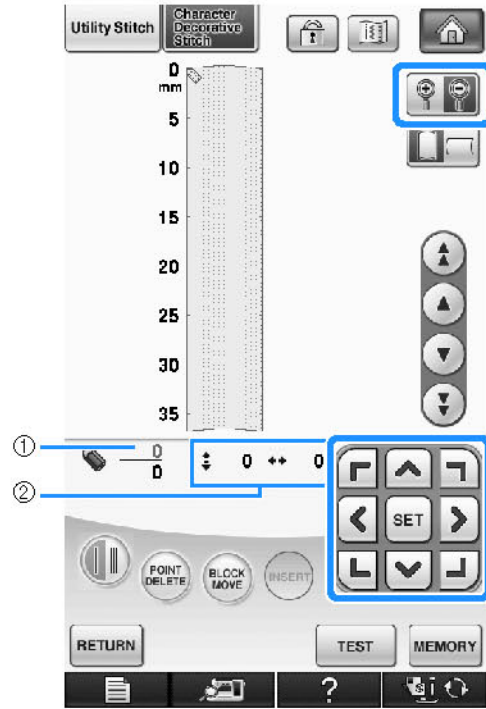 Utility Stitch
Character
Decorative
Stitch
0
mm
5
10
15
20
25
30
35
①
0
0
0
0
②
SET
POINT
DELETE
BLOCK
MOVE
INSERT
RETURN
TEST
MEMORY
?